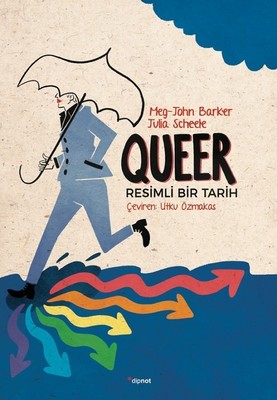 Meg-John Barker
Julia Scheele
QUEER
RESİMLİ BİR TARİH
Çeviren: Utku Özmakas
dipnot